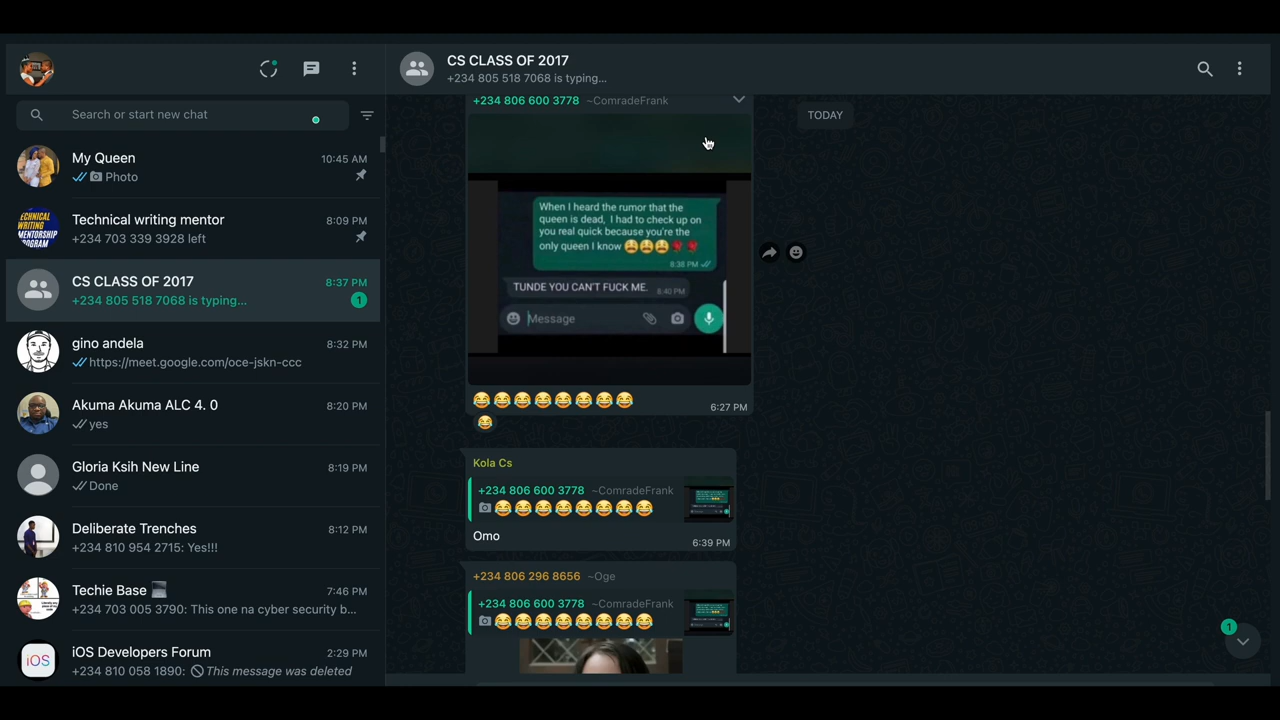 Search or start new chat
My Queen
10:45 AM
Photo
Technical writing mentor
8:09 PM
+234 703 339 3928 left
CS CLASS OF 2017
8:37 PM
+234 805 518 7068 is typing...
1
gino andela
8:32 PM
https://meet.google.com/oce-jskn-ccc
Akuma Akuma ALC 4. 0
8:20 PM
yes
Gloria Ksih New Line
8:19 PM
Done
Deliberate Trenches
8:12 PM
+234 810 954 2715: Yes!!!
Techie Base
7:46 PM
+234 703 005 3790: This one na cyber security b...
iOS Developers Forum
2:29 PM
+234 810 058 1890: 🚫 This message was deleted
iOS
TECHNICAL
WRITING
MENTORSHIP
PROGRAM
CS CLASS OF 2017
+234 805 518 7068 is typing...
TODAY
+234 806 600 3778 ~ComradeFrank
When I heard the rumor that the
queen is dead, I had to check up on
you real quick because you're the
only queen I know 😩😩😩🌹🌹
8:38 PM
TUNDE YOU CAN'T FUCK ME.
8:40 PM
Message
😂😂😂😂😂😂😂😂
6:27 PM
😂
Kola Cs
+234 806 600 3778 ~ComradeFrank
😂😂😂😂😂😂😂😂
Omo
6:39 PM
+234 806 296 8656 ~Oge
+234 806 600 3778 ~ComradeFrank
😂😂😂😂😂😂😂😂
1